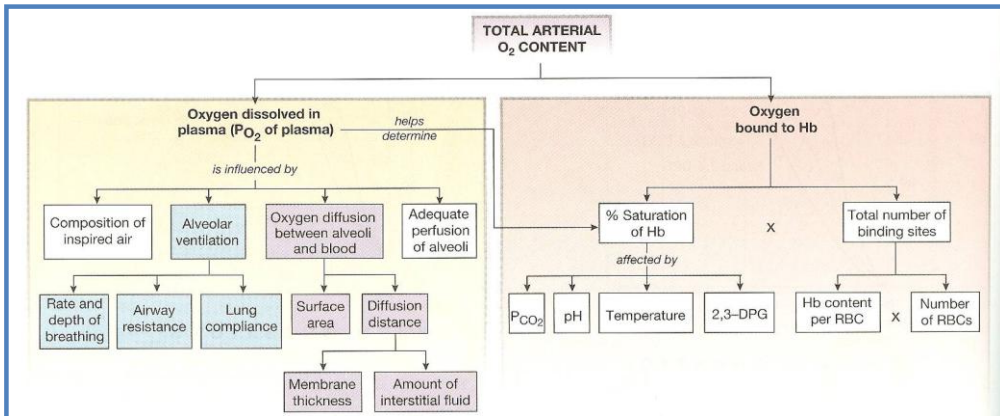 TOTAL ARTERIAL
O₂ CONTENT
Oxygen dissolved in
plasma (PO₂ of plasma)
helps
determine
Oxygen
bound to Hb
is influenced by
Composition of
inspired air
Alveolar
ventilation
Oxygen diffusion
between alveoli
and blood
Adequate
perfusion
of alveoli
% Saturation
of Hb
x
Total number of
binding sites
affected by
Rate and
depth of
breathing
Airway
resistance
Lung
compliance
Surface
area
Diffusion
distance
PCO₂
pH
Temperature
2,3–DPG
Hb content
per RBC
x
Number
of RBCs
Membrane
thickness
Amount of
interstitial fluid